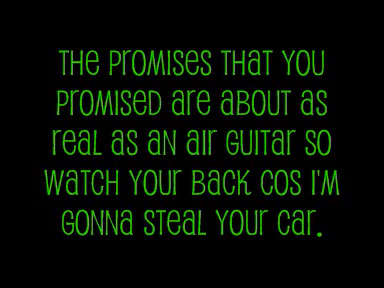 The promises that you
promised are about as
real as an air guitar so
watch your back cos I'm
gonna steal your car.